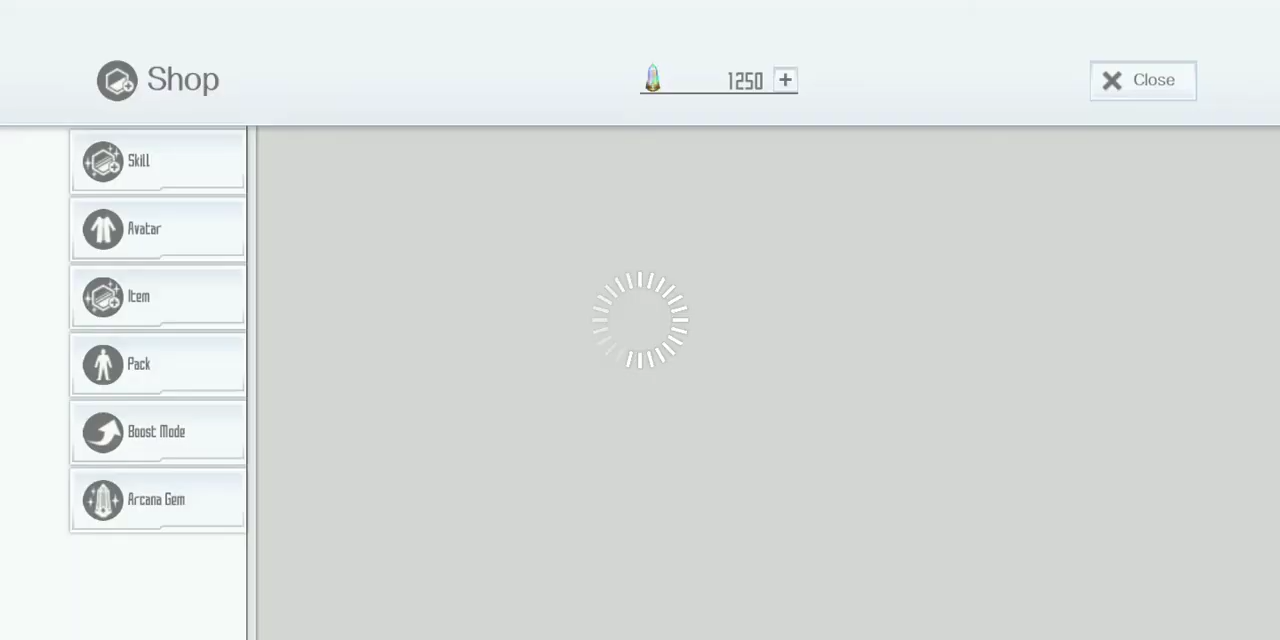 Shop
1250 +
Close
Skill
Avatar
Item
Pack
Boost Mode
Arcana Gem